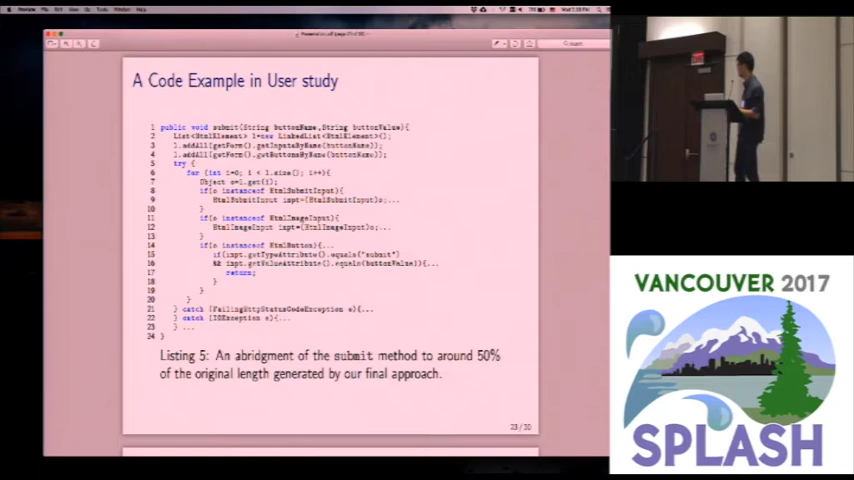 A Code Example in User study
1 public void submit(String buttonName,String buttonValue){
2 List<HtmlElement> l=new LinkedList<HtmlElement>();
3 l.addAll(getForm().getInputsByName(buttonName));
4 l.addAll(getForm().getButtonsByName(buttonName));
5 try {
6 for (int i=0; i < l.size(); i++){
7 Object o=l.get(i);
8 if(o instanceof HtmlSubmitInput){
9 HtmlSubmitInput inpt=(HtmlSubmitInput)o;...
10 }
11 if(o instanceof HtmlImageInput){
12 HtmlImageInput inpt=(HtmlImageInput)o;...
13 }
14 if(o instanceof HtmlButton){...
15 if(inpt.getTypeAttribute().equals("submit")
16 && inpt.getValueAttribute().equals(buttonValue)){...
17 return;
18 }
19 }
20 }
21 } catch (FailingHttpStatusCodeException e){...
22 } catch (IOException e){...
23 } ...
24 }
Listing 5: An abridgment of the submit method to around 50%
of the original length generated by our final approach.
23 / 30
VANCOUVER 2017
SPLASH